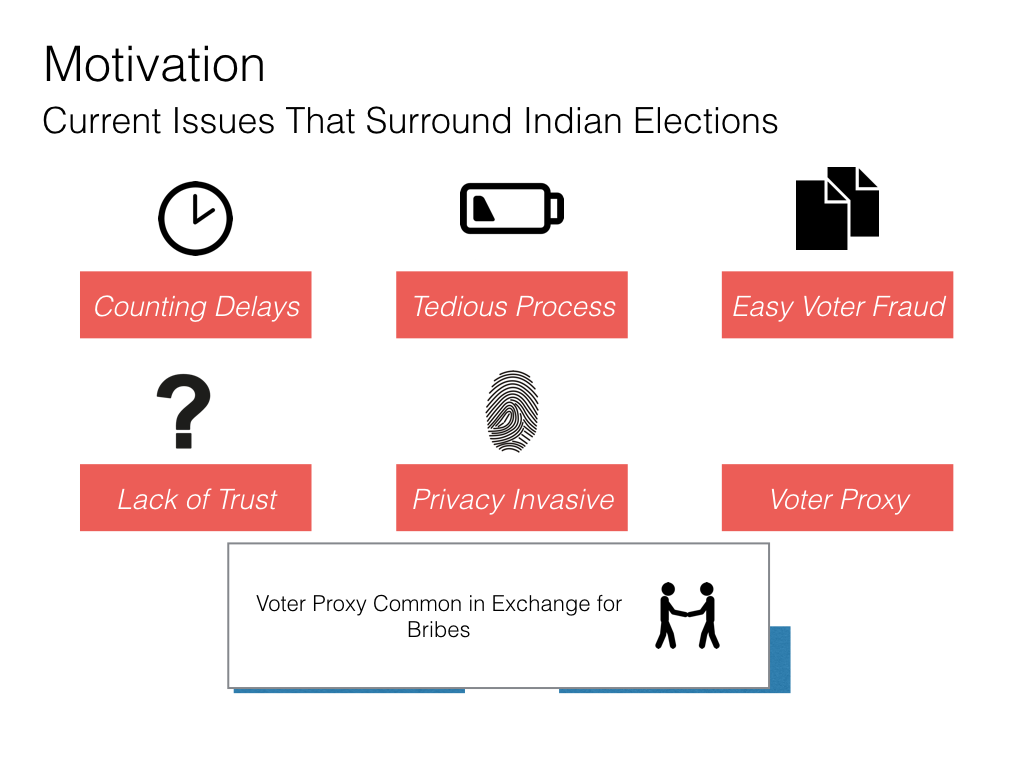 Motivation
Current Issues That Surround Indian Elections
Counting Delays
Tedious Process
Easy Voter Fraud
?
Lack of Trust
Privacy Invasive
Voter Proxy
Voter Proxy Common in Exchange for
Bribes